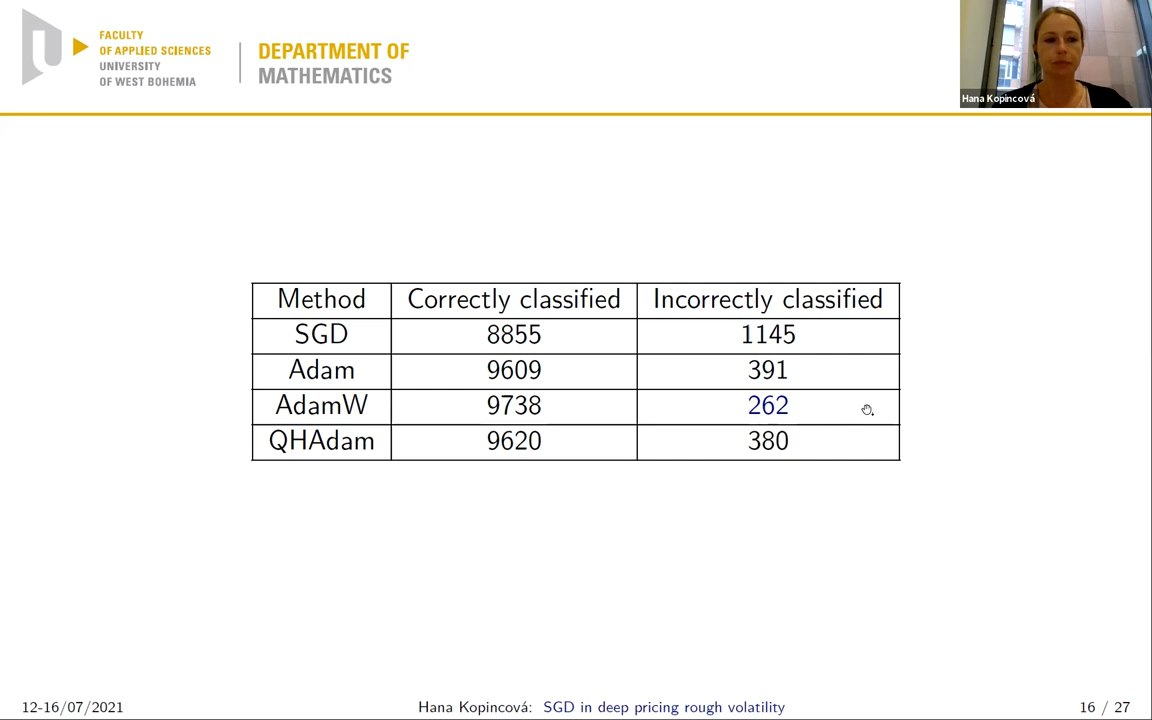 FACULTY
OF APPLIED SCIENCES
UNIVERSITY
OF WEST BOHEMIA
DEPARTMENT OF
MATHEMATICS
Hana Kopincová
Method Correctly classified Incorrectly classified
SGD 8855 1145
Adam 9609 391
AdamW 9738 262
QHAdam 9620 380
12-16/07/2021 Hana Kopincová: SGD in deep pricing rough volatility 16 / 27